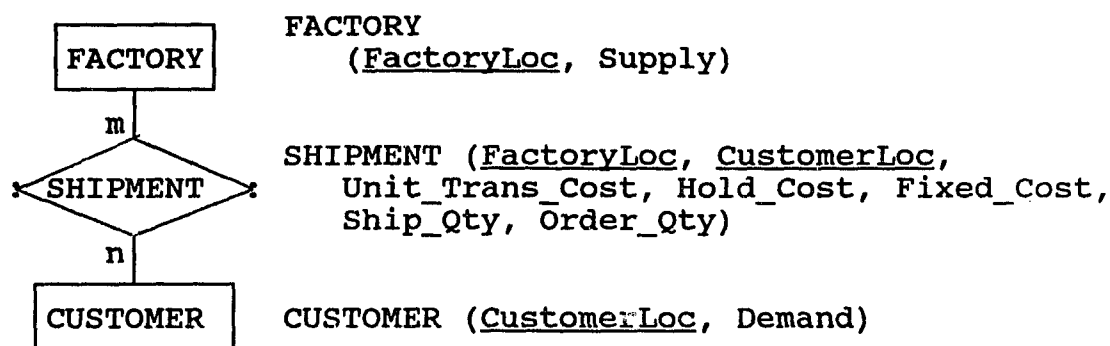 FACTORY
FACTORY
(FactoryLoc, Supply)
m
SHIPMENT
SHIPMENT (FactoryLoc, CustomerLoc,
Unit_Trans_Cost, Hold_Cost, Fixed_Cost,
Ship_Qty, Order_Qty)
n
CUSTOMER
CUSTOMER (CustomerLoc, Demand)